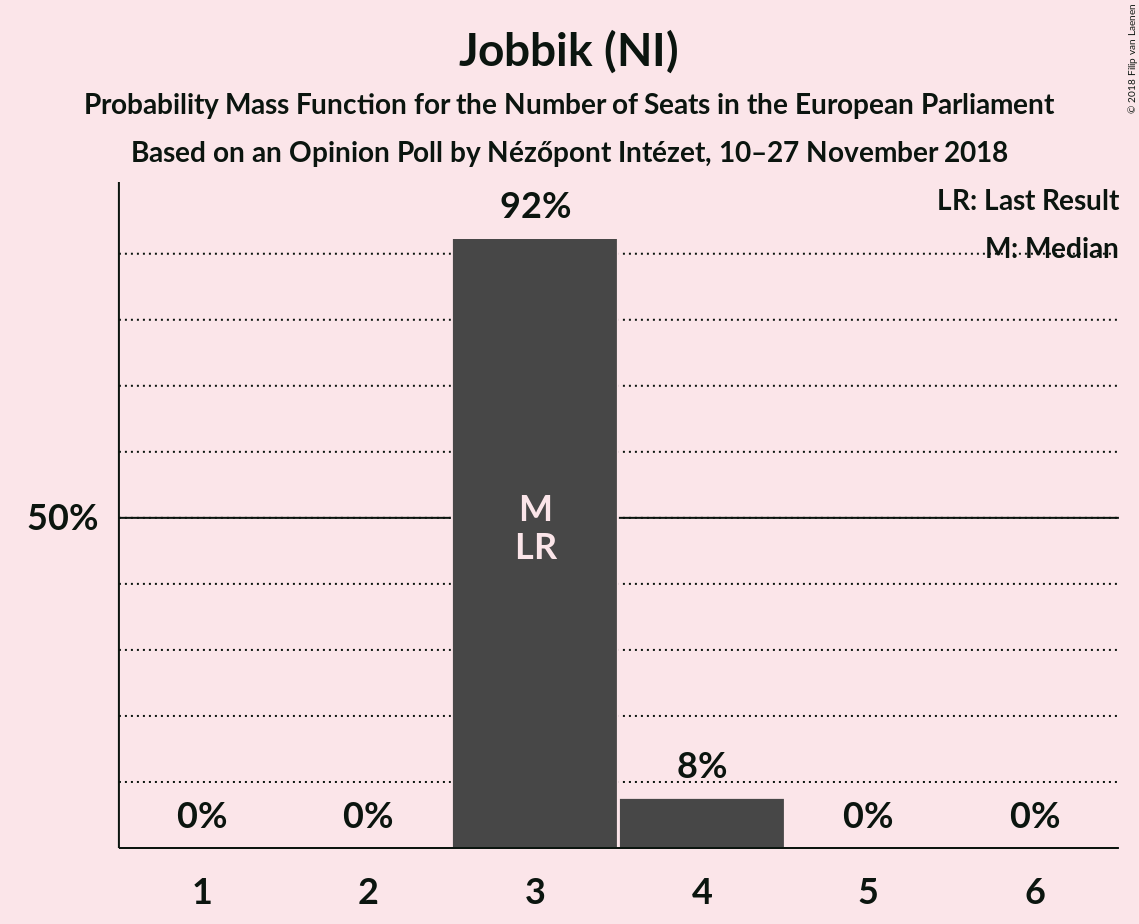 Jobbik (NI)
Probability Mass Function for the Number of Seats in the European Parliament
Based on an Opinion Poll by Nézőpont Intézet, 10–27 November 2018
© 2018 Filip van Laenen
LR: Last Result
M: Median
92%
50%
M
LR
8%
0%
0%
0%
0%
1
2
3
4
5
6